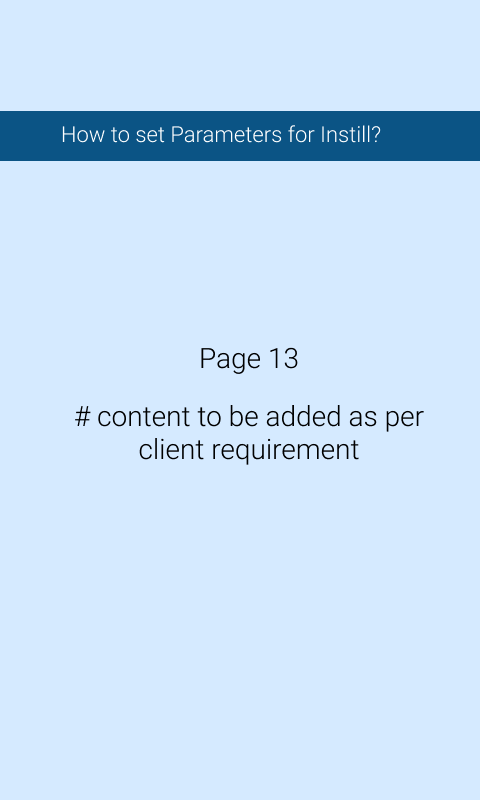 How to set Parameters for Instill?
Page 13
# content to be added as per
client requirement